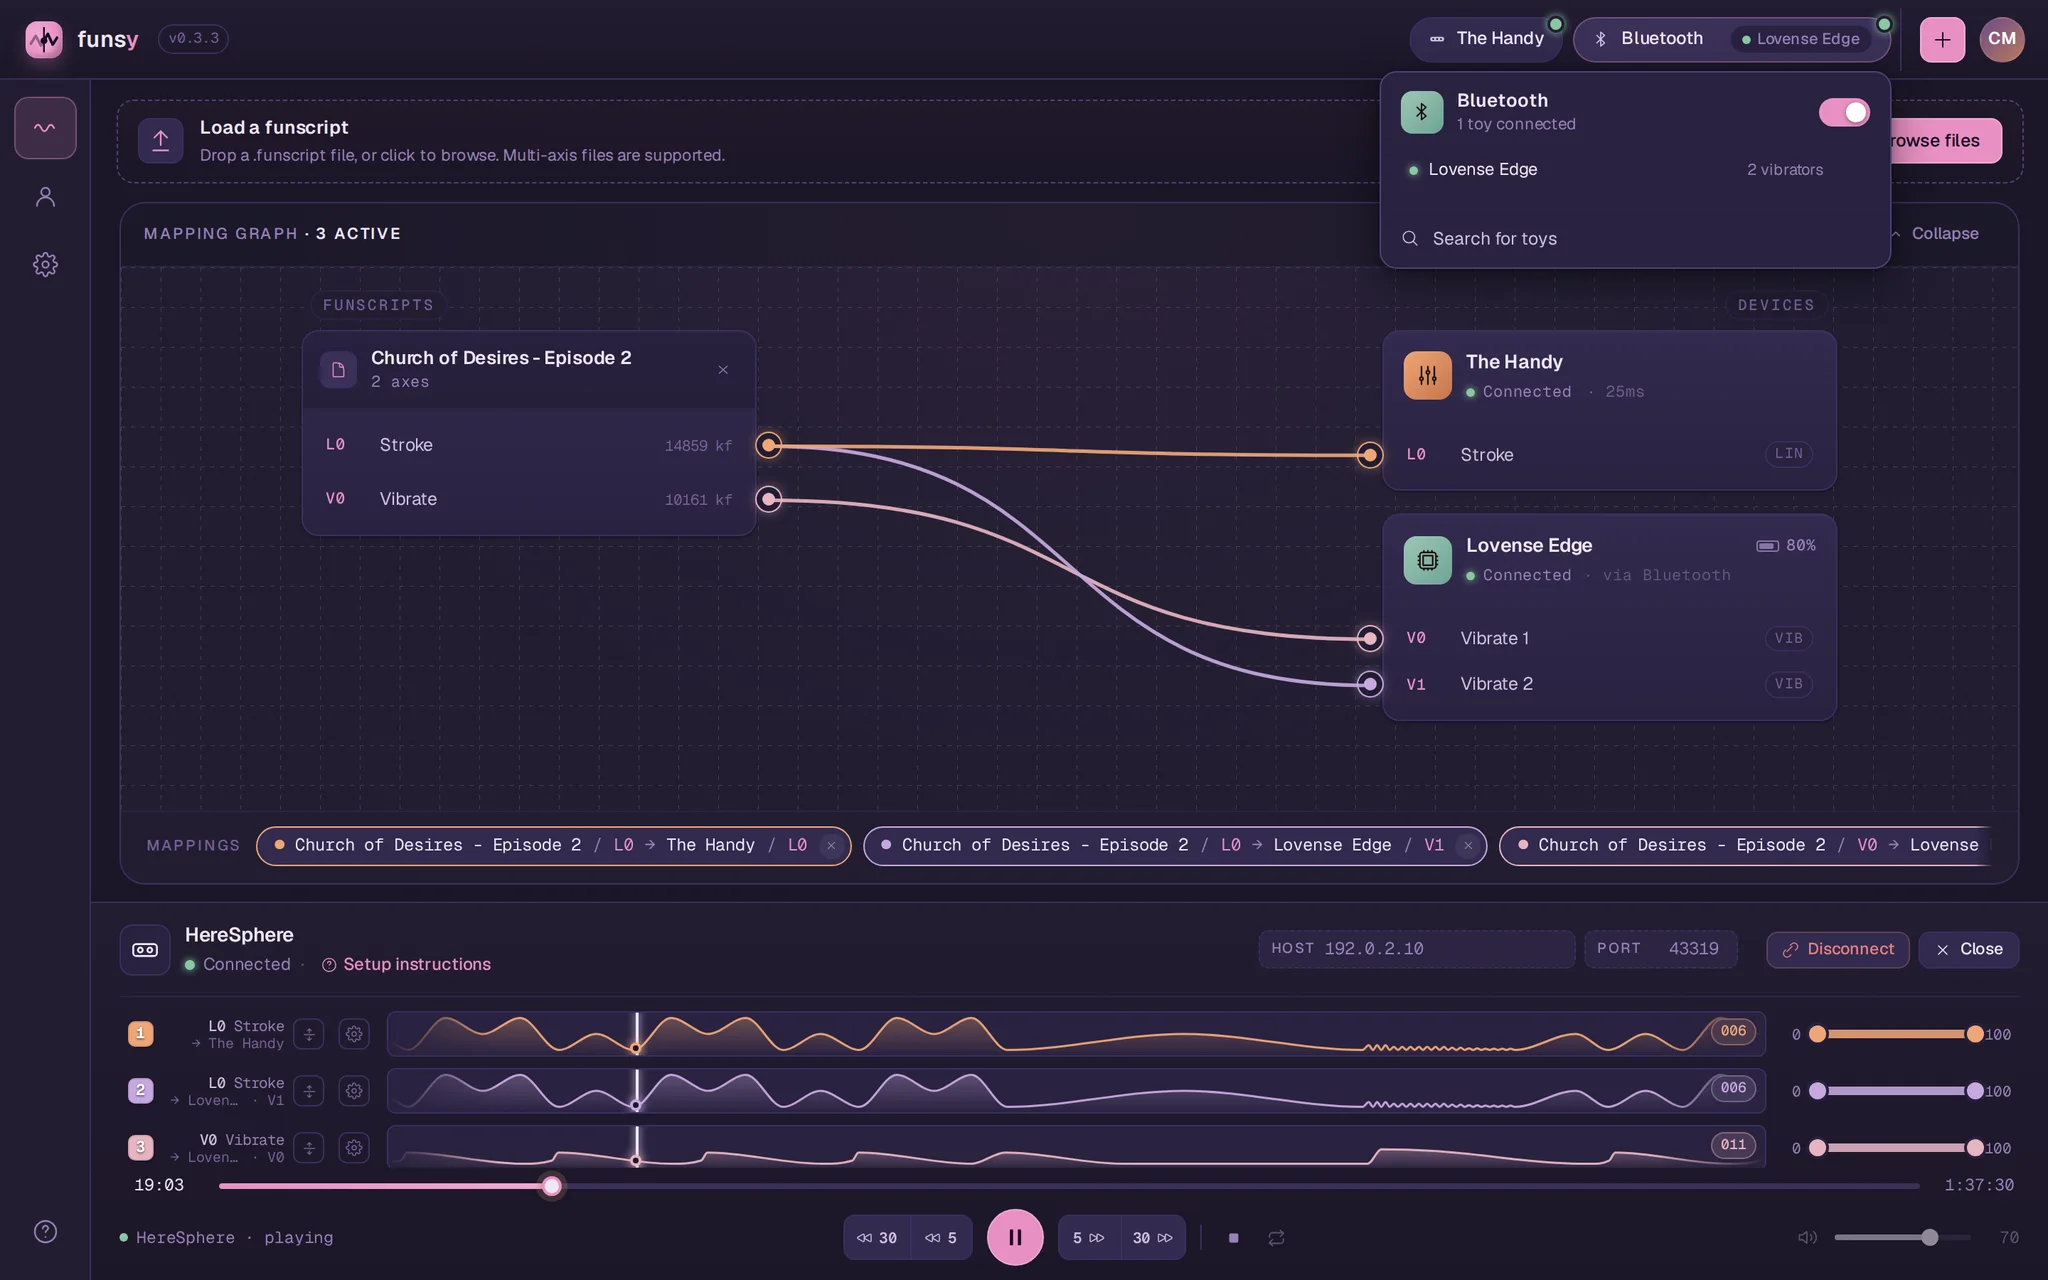 funsy v0.3.3
The Handy
Bluetooth Lovense Edge
CM
Bluetooth
1 toy connected
Lovense Edge 2 vibrators
Search for toys
Load a funscript
Drop a .funscript file, or click to browse. Multi-axis files are supported.
rowse files
MAPPING GRAPH · 3 ACTIVE
Collapse
FUNSCRIPTS
DEVICES
Church of Desires - Episode 2
2 axes
L0 Stroke 14859 kf
V0 Vibrate 10161 kf
The Handy
Connected · 25ms
L0 Stroke LIN
Lovense Edge 80%
Connected · via Bluetooth
V0 Vibrate 1 VIB
V1 Vibrate 2 VIB
MAPPINGS
Church of Desires - Episode 2 / L0 → The Handy / L0 ×
Church of Desires - Episode 2 / L0 → Lovense Edge / V1 ×
Church of Desires - Episode 2 / V0 → Lovense
HereSphere
Connected · Setup instructions
HOST 192.0.2.10
PORT 43319
Disconnect
Close
1 L0 Stroke
→ The Handy
006
0 100
2 L0 Stroke
→ Loven… · V1
006
0 100
3 V0 Vibrate
→ Loven… · V0
011
0 100
19:03 1:37:30
HereSphere · playing
30 5 5 30
70